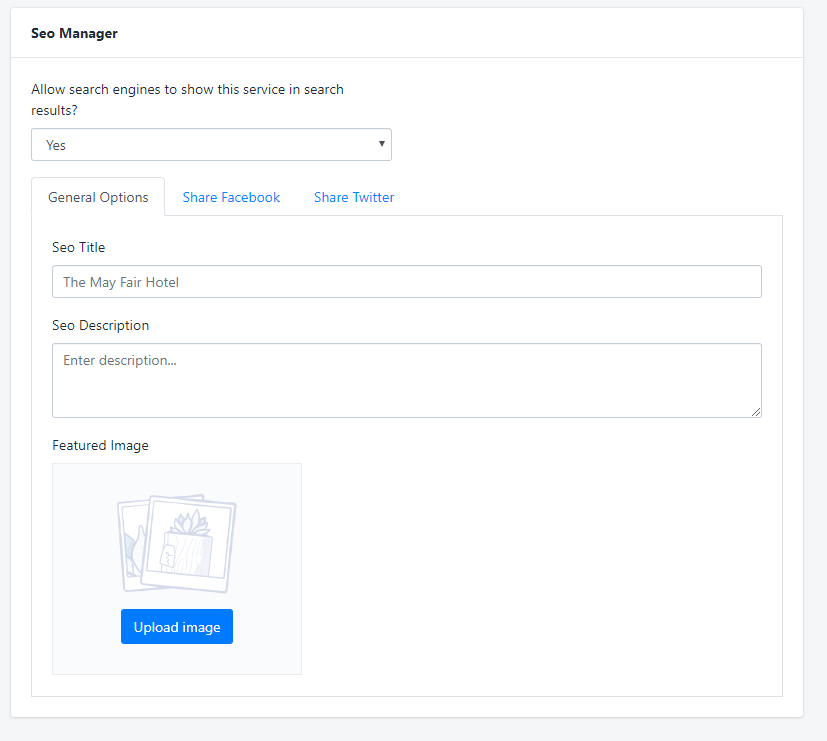 Seo Manager
Allow search engines to show this service in search
results?
Yes
General Options
Share Facebook
Share Twitter
Seo Title
The May Fair Hotel
Seo Description
Enter description...
Featured Image
Upload image